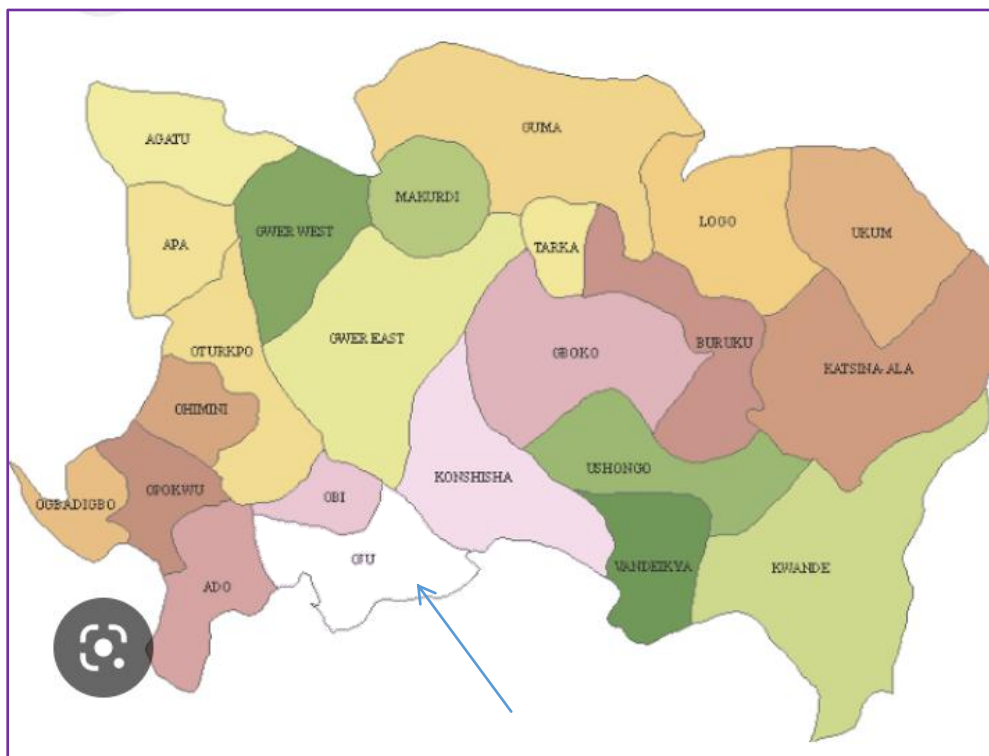 GUMA
AGATU
MAKURDI
LOGO
UKUM
GWER WEST
APA
TARKA
GWER EAST
BURUKU
OTURKPO
GBOKO
KATSINA-ALA
OHIMINI
USHONGO
KONSHISHA
OPOKWU
OBI
OGBADIGBO
OJU
VANDEIKYA
KWANDE
ADO